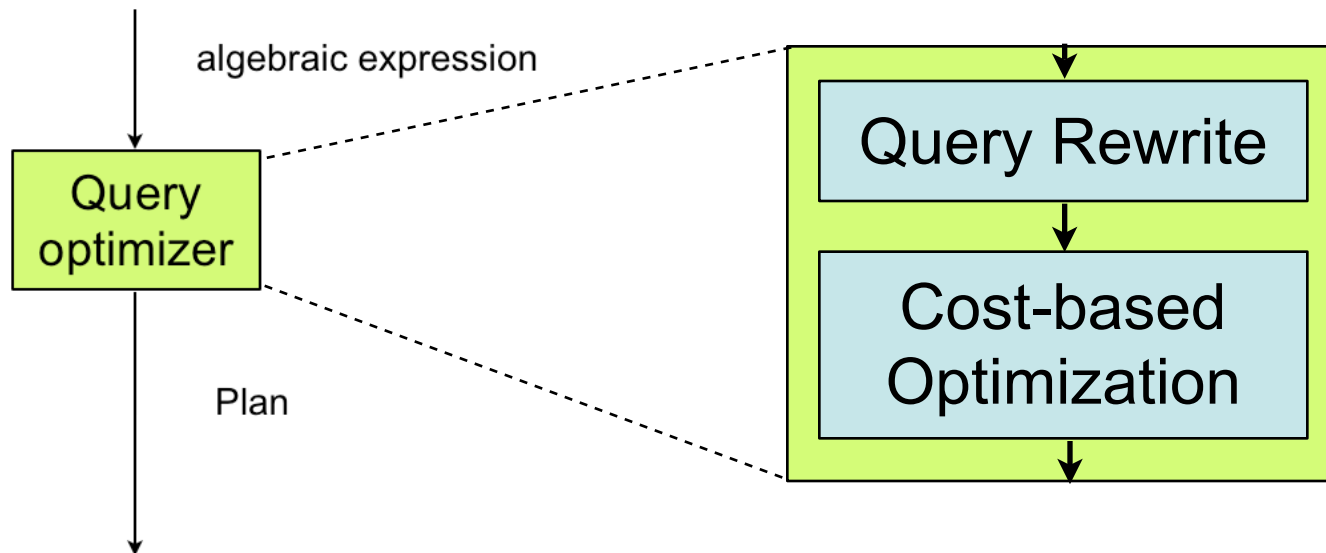 algebraic expression
Query
optimizer
Plan
Query Rewrite
Cost-based
Optimization